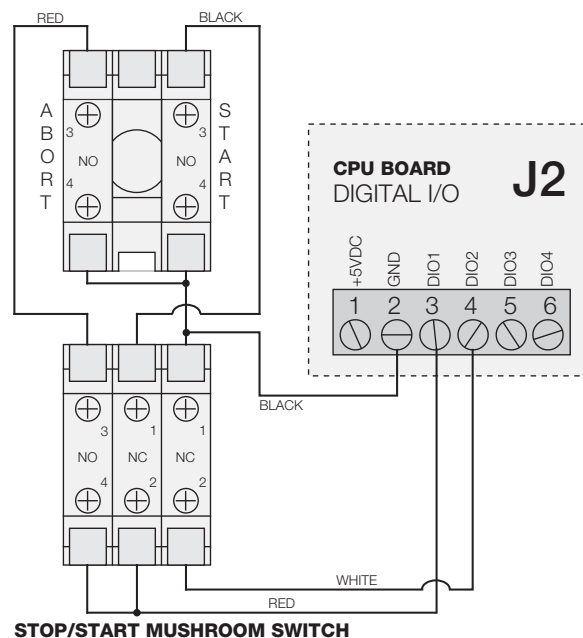 RED
BLACK
ABORT
START
3
3
NO
NO
4
4
CPU BOARD
DIGITAL I/O
J2
+5VDC
GND
DIO1
DIO2
DIO3
DIO4
1 2 3 4 5 6
BLACK
3
1
1
NO
NC
NC
4
2
2
WHITE
RED
STOP/START MUSHROOM SWITCH